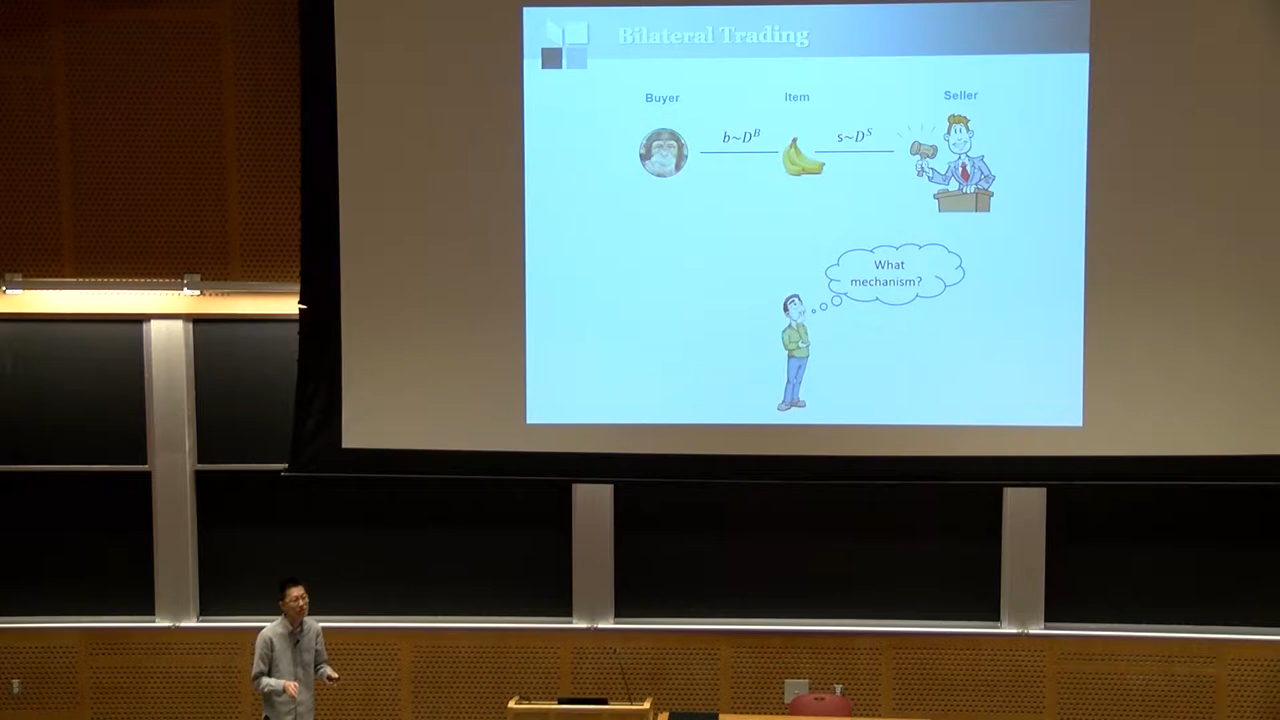 Bilateral Trading
Buyer Item Seller
b~D^B s~D^S
What
mechanism?